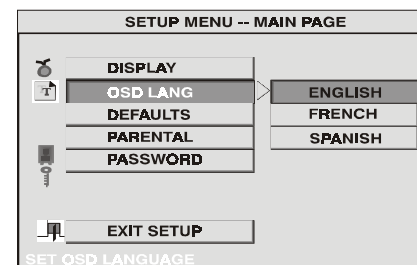 SETUP MENU -- MAIN PAGE
DISPLAY
OSD LANG
ENGLISH
DEFAULTS
FRENCH
PARENTAL
SPANISH
PASSWORD
EXIT SETUP
SET OSD LANGUAGE